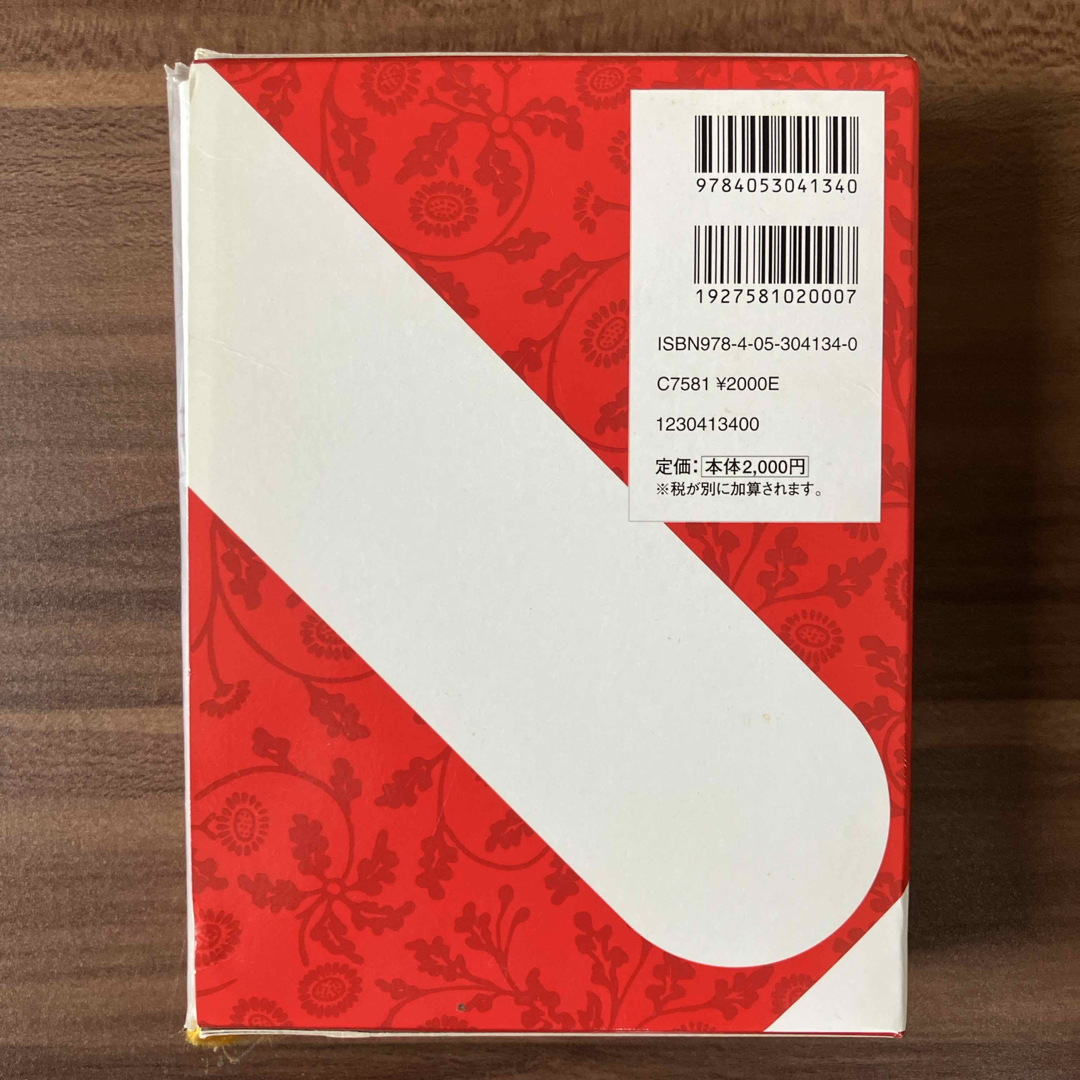 9784053041340
1927581020007
ISBN978-4-05-304134-0
C7581 ¥2000E
1230413400
定価：本体2,000円
※税が別に加算されます。